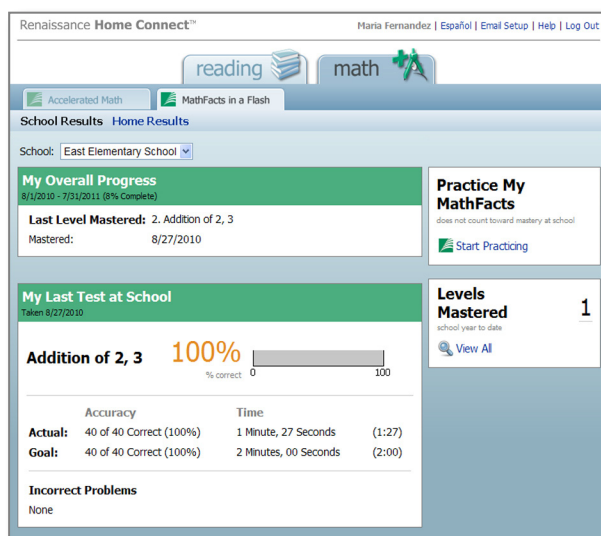 Renaissance Home Connect™
Maria Fernandez | Español | Email Setup | Help | Log Out
reading
math
Accelerated Math
MathFacts in a Flash
School Results Home Results
School: East Elementary School
My Overall Progress
8/1/2010 - 7/31/2011 (8% Complete)
Last Level Mastered: 2. Addition of 2, 3
Mastered: 8/27/2010
Practice My
MathFacts
does not count toward mastery at school
Start Practicing
My Last Test at School
Taken 8/27/2010
Addition of 2, 3 100%
% correct 0 100
Accuracy Time
Actual: 40 of 40 Correct (100%) 1 Minute, 27 Seconds (1:27)
Goal: 40 of 40 Correct (100%) 2 Minutes, 00 Seconds (2:00)
Incorrect Problems
None
Levels
Mastered 1
school year to date
View All